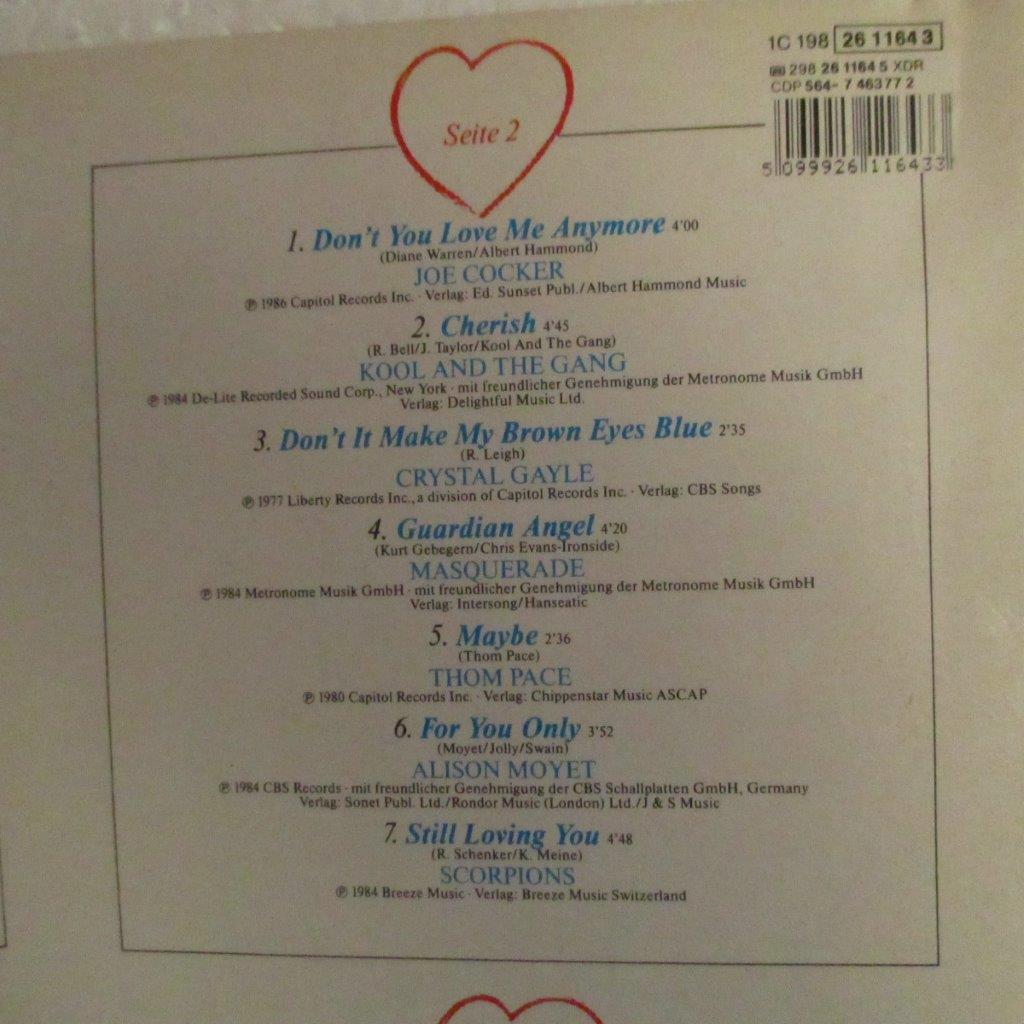 1C 198 26 1164 3
298 26 1164 5 XDR
CDP 564- 7 46377 2
5 099926 116433
Seite 2
1. Don't You Love Me Anymore 4'00
(Diane Warren/Albert Hammond)
JOE COCKER
℗ 1986 Capitol Records Inc. · Verlag: Ed. Sunset Publ./Albert Hammond Music
2. Cherish 4'45
(R. Bell/J. Taylor/Kool And The Gang)
KOOL AND THE GANG
℗ 1984 De-Lite Recorded Sound Corp., New York · mit freundlicher Genehmigung der Metronome Musik GmbH
Verlag: Delightful Music Ltd.
3. Don't It Make My Brown Eyes Blue 2'35
(R. Leigh)
CRYSTAL GAYLE
℗ 1977 Liberty Records Inc., a division of Capitol Records Inc. · Verlag: CBS Songs
4. Guardian Angel 4'20
(Kurt Gebegern/Chris Evans-Ironside)
MASQUERADE
℗ 1984 Metronome Musik GmbH · mit freundlicher Genehmigung der Metronome Musik GmbH
Verlag: Intersong/Hanseatic
5. Maybe 2'36
(Thom Pace)
THOM PACE
℗ 1980 Capitol Records Inc. · Verlag: Chippenstar Music ASCAP
6. For You Only 3'52
(Moyet/Jolly/Swain)
ALISON MOYET
℗ 1984 CBS Records · mit freundlicher Genehmigung der CBS Schallplatten GmbH, Germany
Verlag: Sonet Publ. Ltd./Rondor Music (London) Ltd./J & S Music
7. Still Loving You 4'48
(R. Schenker/K. Meine)
SCORPIONS
℗ 1984 Breeze Music · Verlag: Breeze Music Switzerland